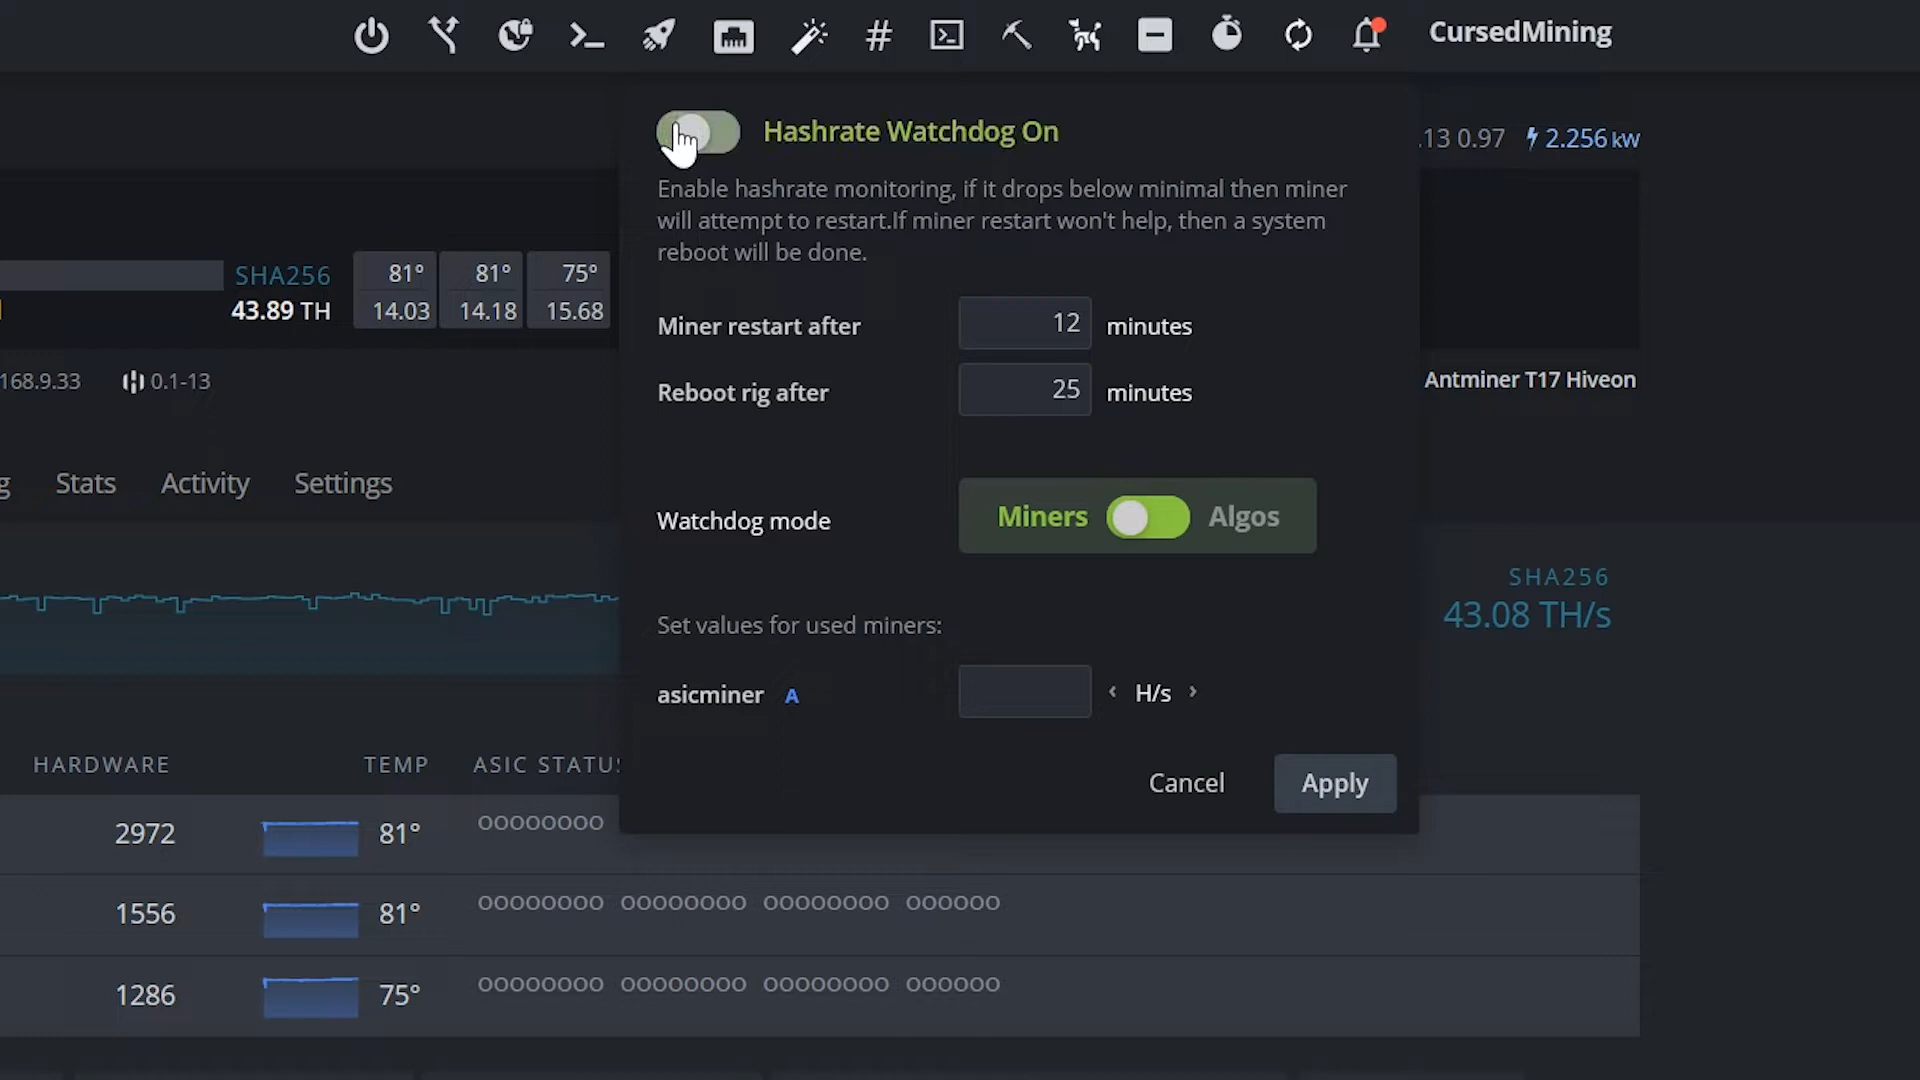 CursedMining
Hashrate Watchdog On
.13 0.97 2.256 kw
Enable hashrate monitoring, if it drops below minimal then miner
will attempt to restart.If miner restart won't help, then a system
reboot will be done.
SHA256 81° 81° 75°
43.89 TH 14.03 14.18 15.68
Miner restart after 12 minutes
168.9.33 0.1-13
Reboot rig after 25 minutes
Antminer T17 Hiveon
g Stats Activity Settings
Watchdog mode Miners Algos
SHA256
43.08 TH/s
Set values for used miners:
asicminer A H/s
Cancel Apply
HARDWARE TEMP ASIC STATUS
2972 81° OOOOOOOO
1556 81° OOOOOOOO OOOOOOOO OOOOOOOO OOOOOO
1286 75° OOOOOOOO OOOOOOOO OOOOOOOO OOOOOO